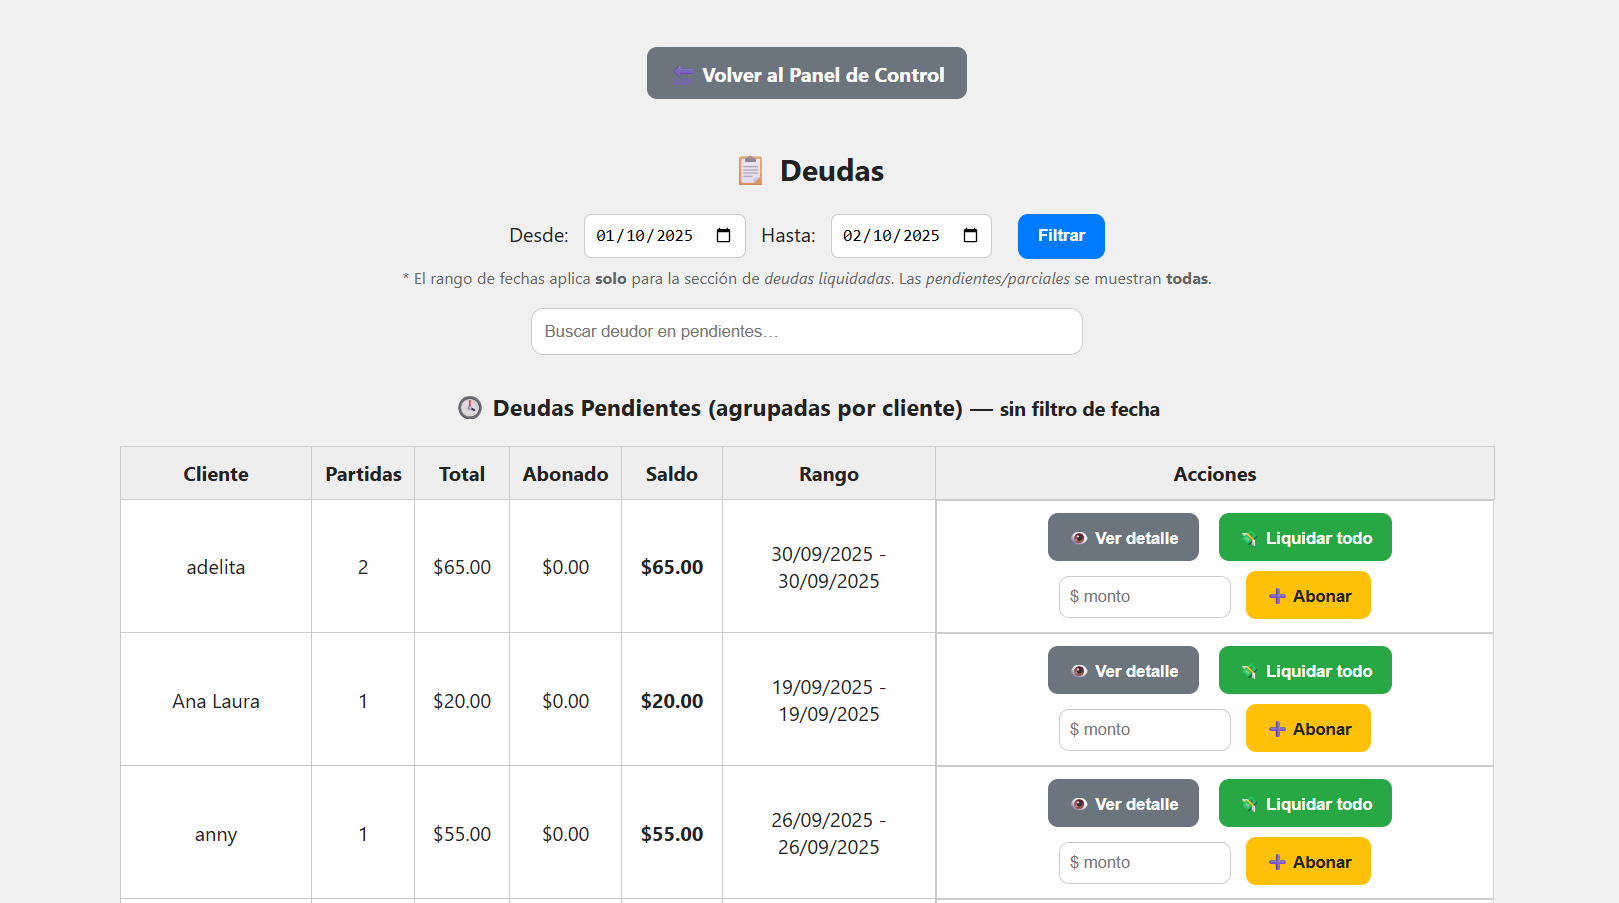 Volver al Panel de Control
Deudas
Desde: 01/10/2025 Hasta: 02/10/2025 Filtrar
* El rango de fechas aplica solo para la sección de deudas liquidadas. Las pendientes/parciales se muestran todas.
Buscar deudor en pendientes...
Deudas Pendientes (agrupadas por cliente) — sin filtro de fecha
Cliente Partidas Total Abonado Saldo Rango Acciones
adelita 2 $65.00 $0.00 $65.00 30/09/2025 - 30/09/2025 Ver detalle Liquidar todo
$ monto Abonar
Ana Laura 1 $20.00 $0.00 $20.00 19/09/2025 - 19/09/2025 Ver detalle Liquidar todo
$ monto Abonar
anny 1 $55.00 $0.00 $55.00 26/09/2025 - 26/09/2025 Ver detalle Liquidar todo
$ monto Abonar